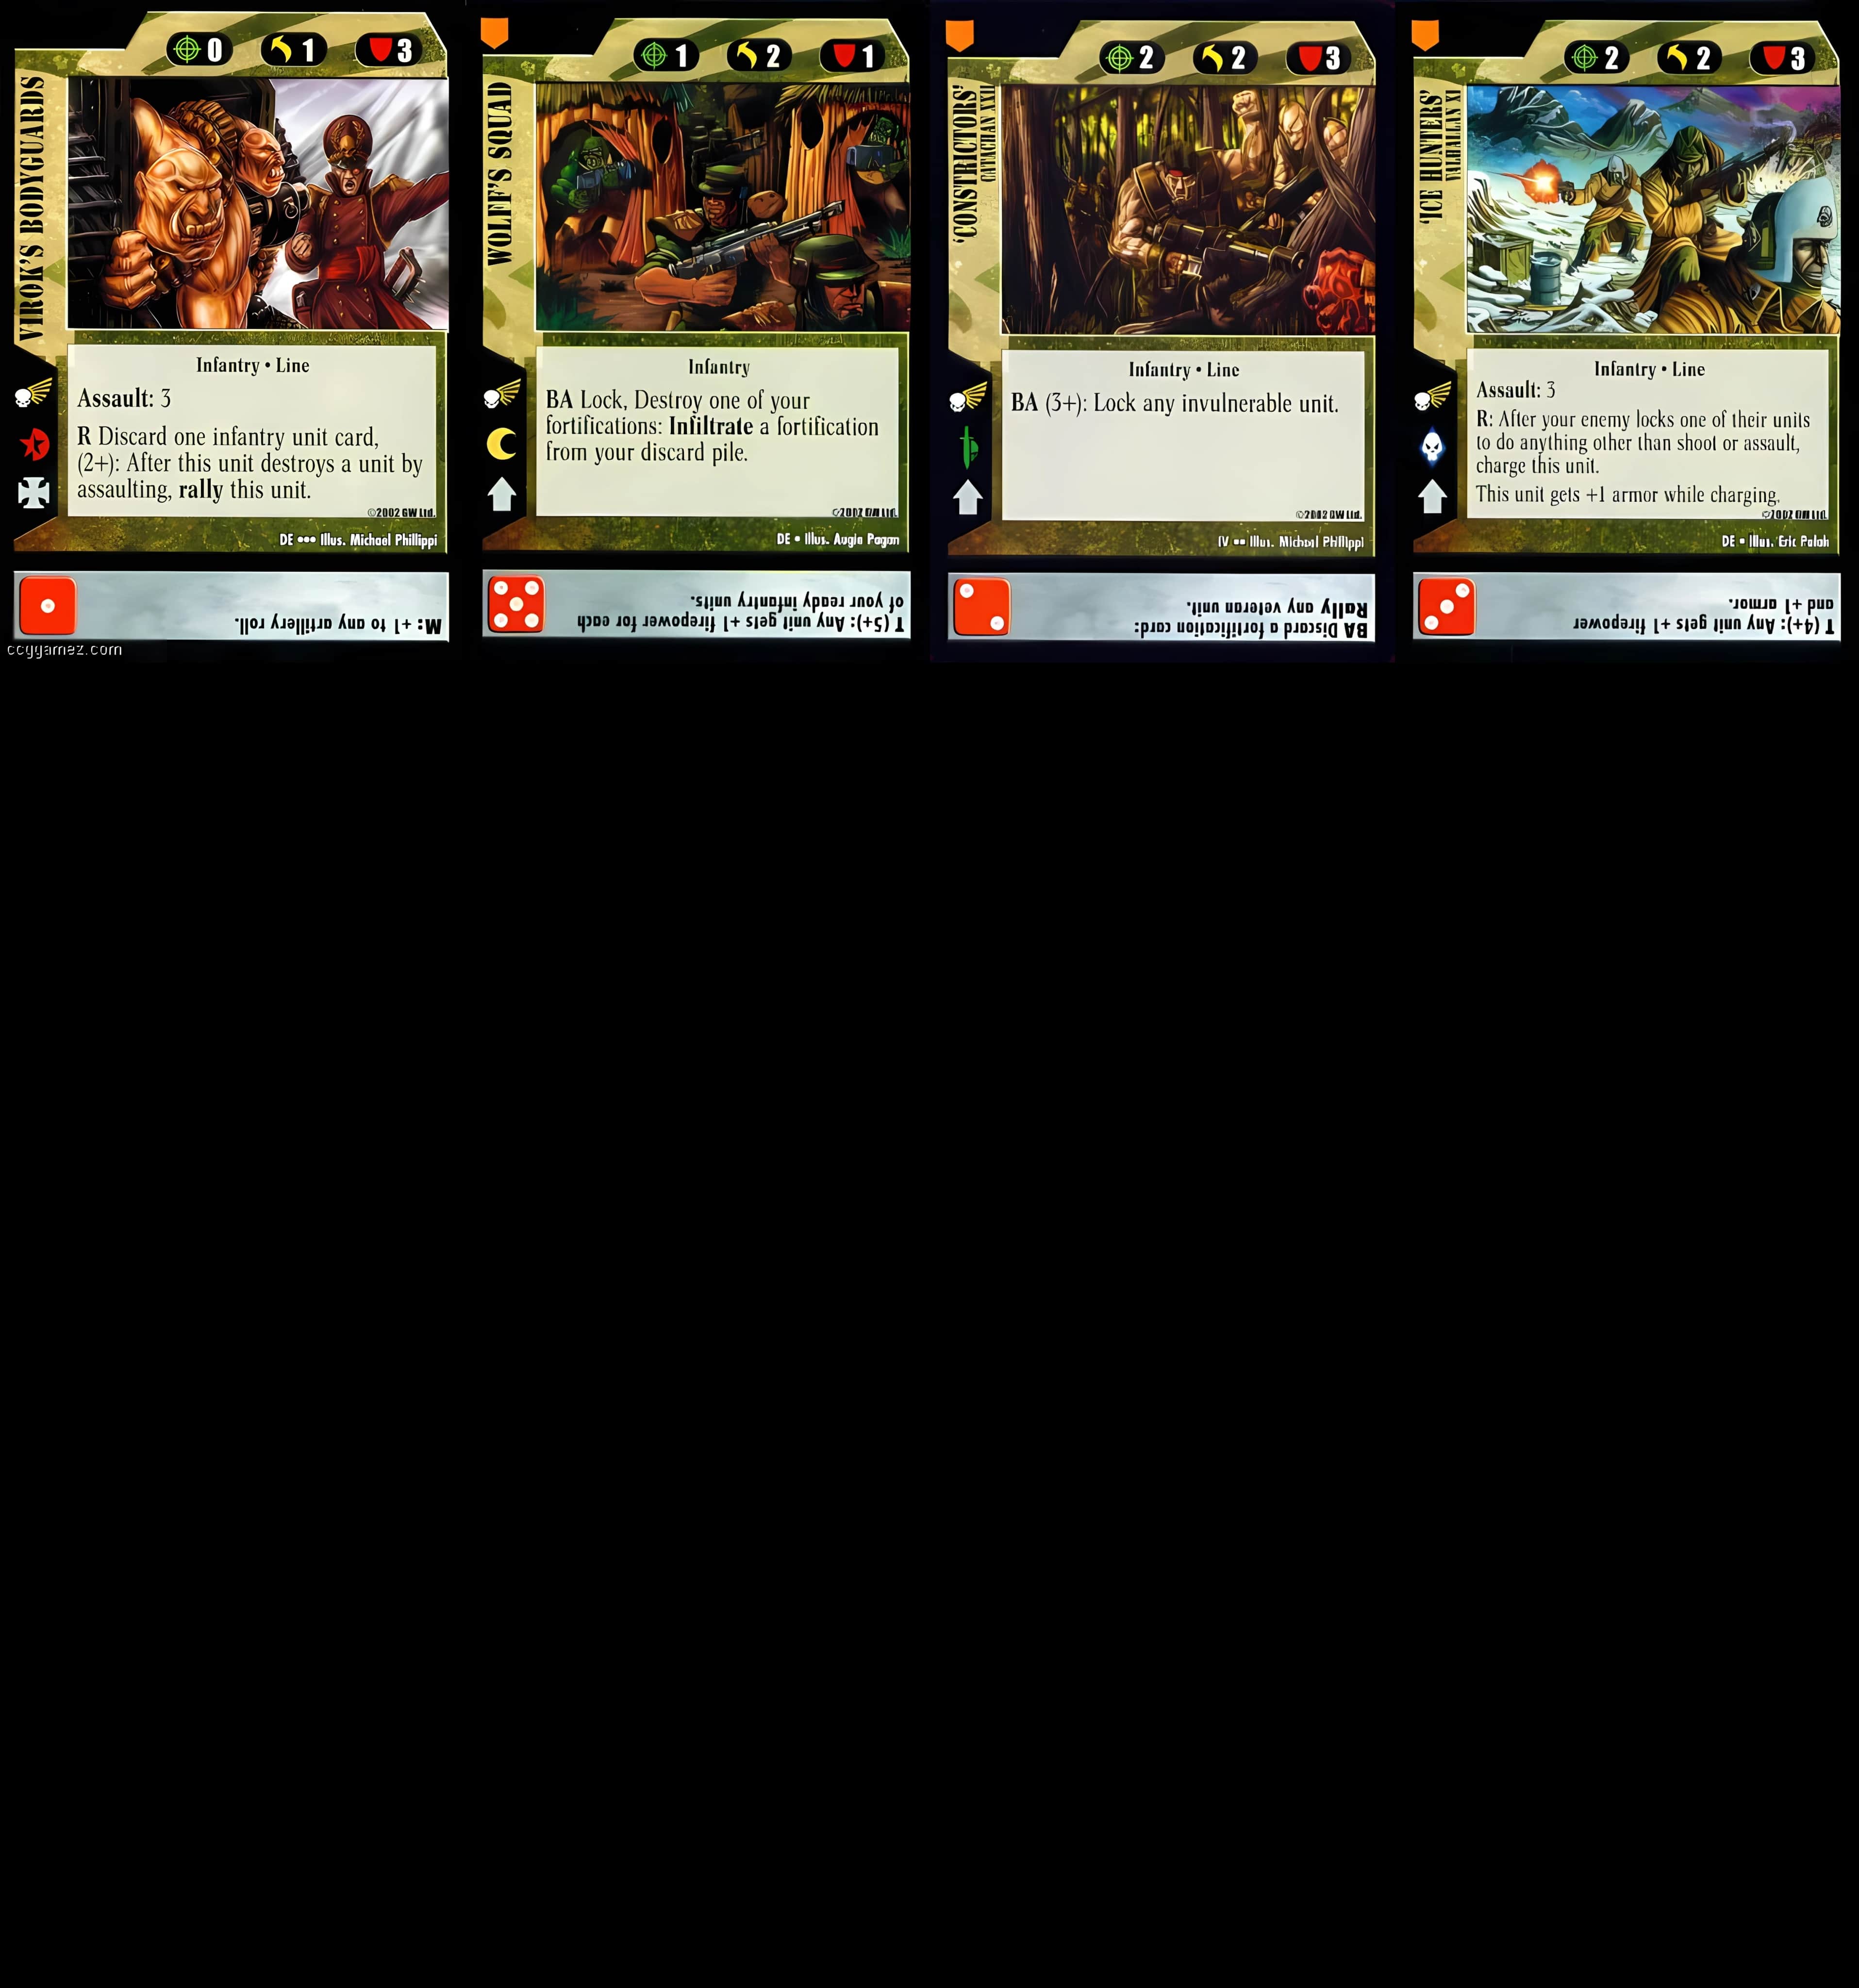 0 1 3
VIROK'S BODYGUARDS
Infantry • Line
Assault: 3
R Discard one infantry unit card,
(2+): After this unit destroys a unit by
assaulting, rally this unit.
©2002 GW Ltd.
DE ••• Illus. Michael Phillippi
M: +1 to any artillery roll.
ccggamez.com
1 2 1
WOLFF'S SQUAD
Infantry
BA Lock, Destroy one of your
fortifications: Infiltrate a fortification
from your discard pile.
©2002 GW Ltd.
DE • Illus. Augie Pagan
T (5+): Any unit gets +1 firepower for each
of your ready infantry units.
2 2 3
'CONSTRICTORS'
CATACHAN XXII
Infantry • Line
BA (3+): Lock any invulnerable unit.
©2002 GW Ltd.
IV •• Illus. Michael Phillippi
BA Discard a fortification card:
Rally any veteran unit.
2 2 3
'ICE HUNTERS'
VALHALLAN XI
Infantry • Line
Assault: 3
R: After your enemy locks one of their units
to do anything other than shoot or assault,
charge this unit.
This unit gets +1 armor while charging.
©2002 GW Ltd.
DE • Illus. Eric Polak
T (4+): Any unit gets +1 firepower
and +1 armor.